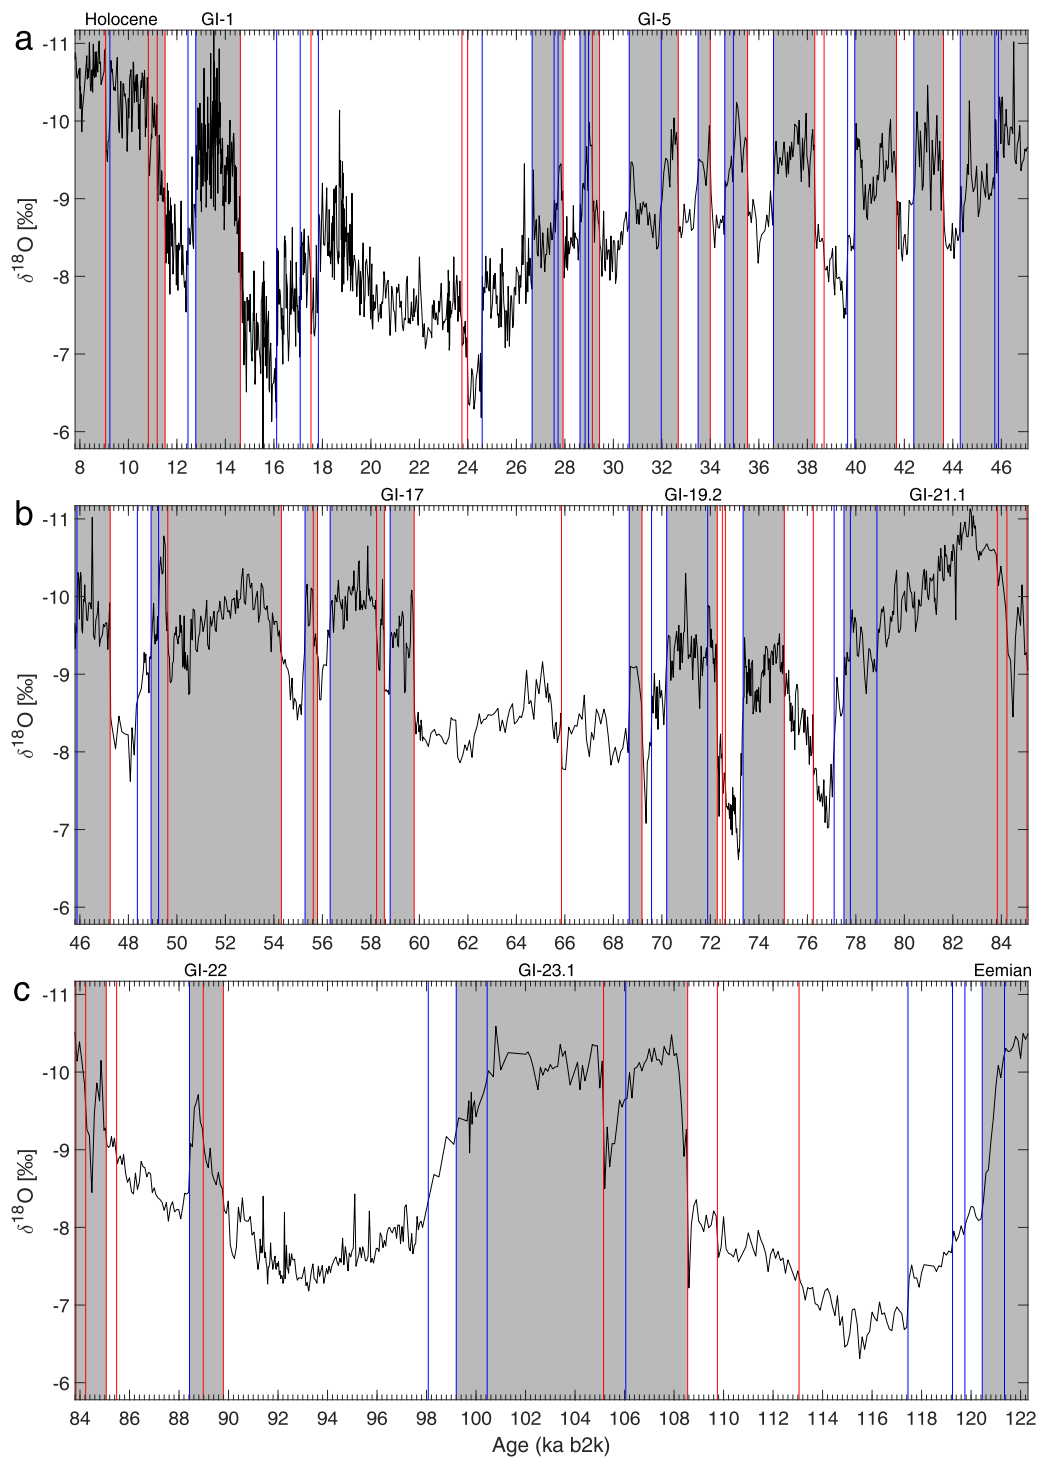 Holocene GI-1 GI-5
a
-11
-10
-9
-8
-7
-6
δ18O [‰]
8 10 12 14 16 18 20 22 24 26 28 30 32 34 36 38 40 42 44 46
GI-17 GI-19.2 GI-21.1
b
-11
-10
-9
-8
-7
-6
δ18O [‰]
46 48 50 52 54 56 58 60 62 64 66 68 70 72 74 76 78 80 82 84
GI-22 GI-23.1 Eemian
c
-11
-10
-9
-8
-7
-6
δ18O [‰]
84 86 88 90 92 94 96 98 100 102 104 106 108 110 112 114 116 118 120 122
Age (ka b2k)